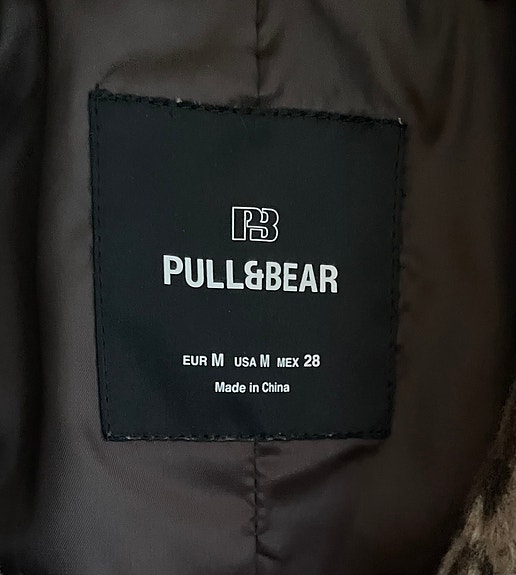 PB
PULL&BEAR
EUR M USA M MEX 28
Made in China